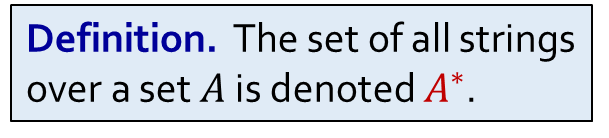 Definition. The set of all strings
over a set A is denoted A*.